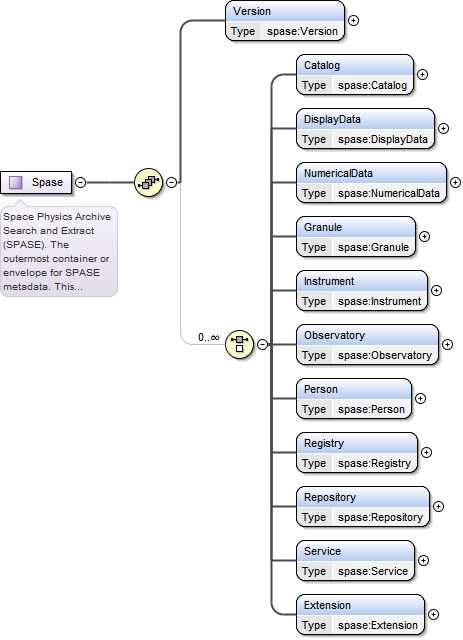 Version
Type spase:Version
Catalog
Type spase:Catalog
DisplayData
Type spase:DisplayData
NumericalData
Type spase:NumericalData
Spase
Space Physics Archive
Search and Extract
(SPASE). The
outermost container or
envelope for SPASE
metadata. This...
Granule
Type spase:Granule
Instrument
Type spase:Instrument
0..∞
Observatory
Type spase:Observatory
Person
Type spase:Person
Registry
Type spase:Registry
Repository
Type spase:Repository
Service
Type spase:Service
Extension
Type spase:Extension